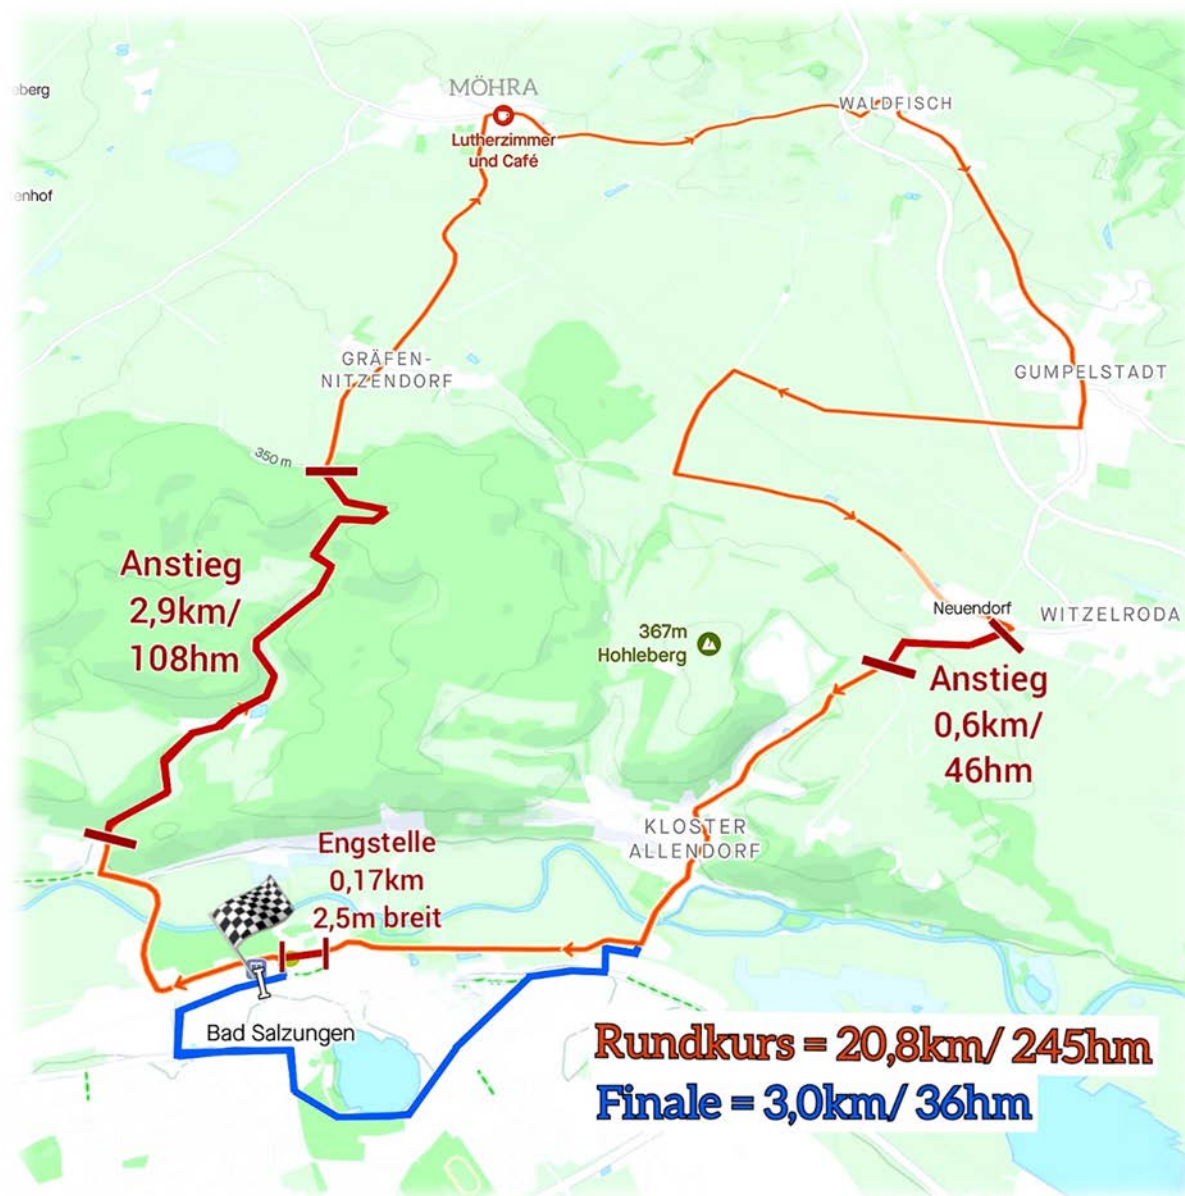 MÖHRA
WALDFISCH
eberg
Lutherzimmer
und Café
enhof
GRÄFEN-
NITZENDORF
GUMPELSTADT
350 m
Anstieg
2,9km/
108hm
Neuendorf
WITZELRODA
367m
Hohleberg
Anstieg
0,6km/
46hm
KLOSTER
ALLENDORF
Engstelle
0,17km
2,5m breit
Bad Salzungen
Rundkurs = 20,8km/ 245hm
Finale = 3,0km/ 36hm